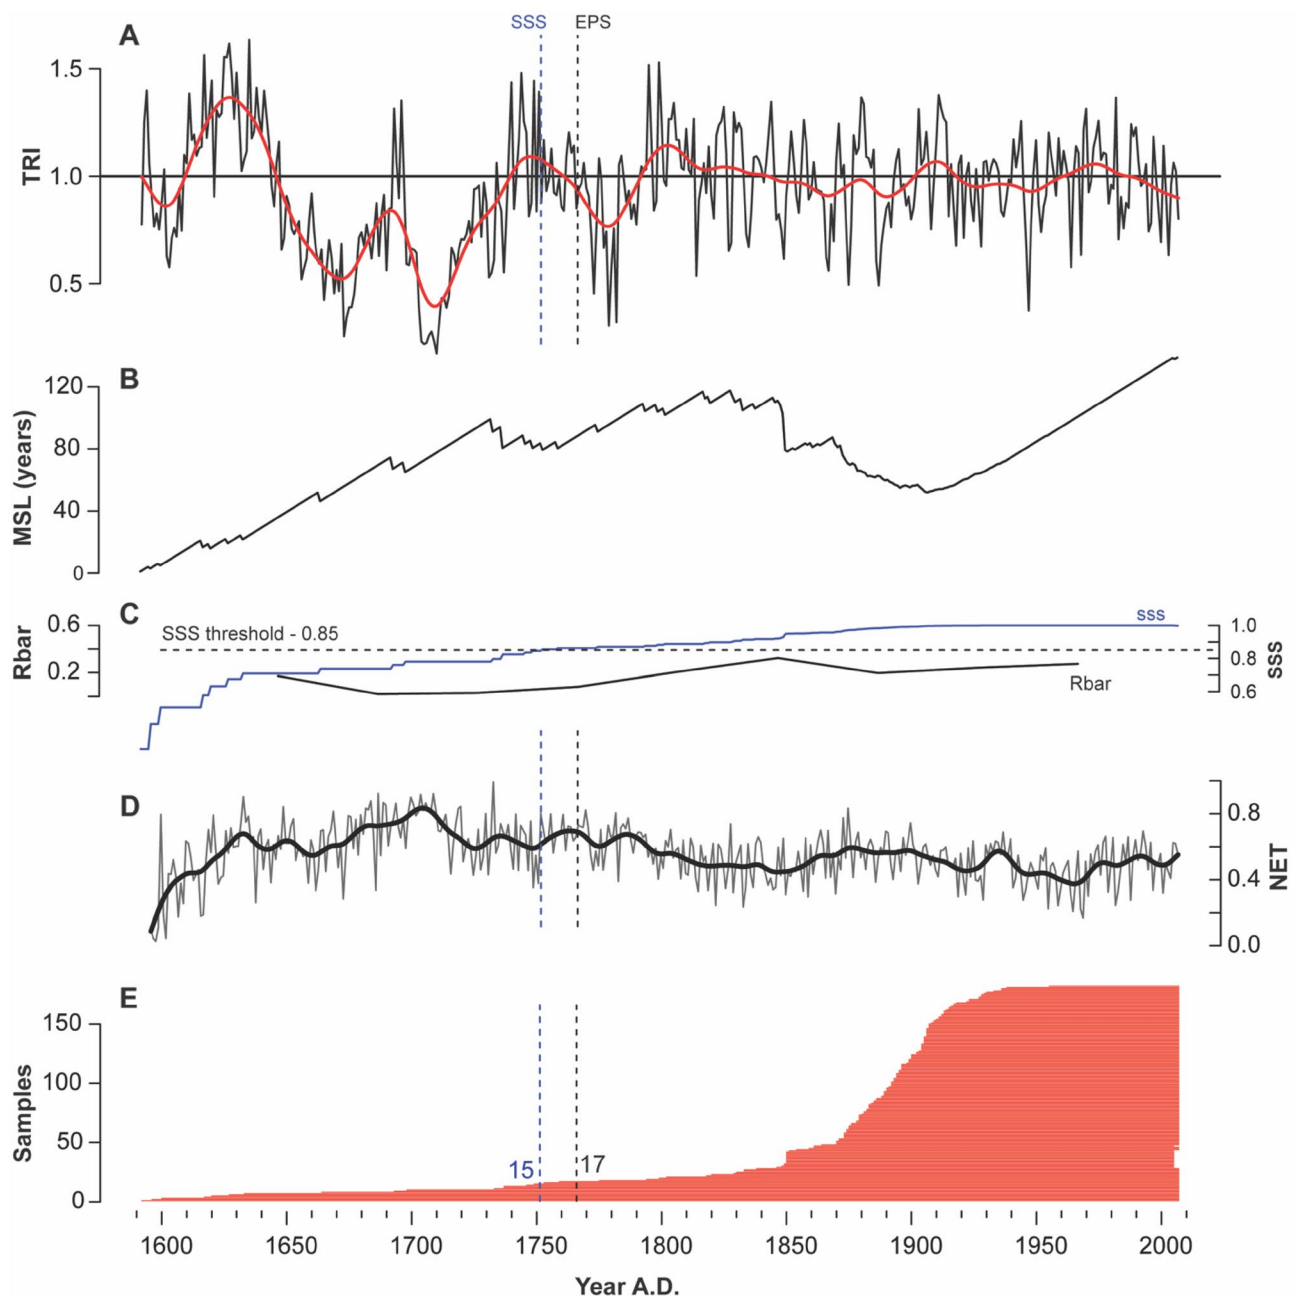 SSS EPS
A
TRI
1.5
1.0
0.5
B
MSL (years)
120
80
40
0
C
Rbar
0.6
0.2
SSS threshold - 0.85
sss
Rbar
1.0
0.8
0.6
sss
D
0.8
0.4
0.0
NET
E
Samples
150
100
50
0
15 17
1600 1650 1700 1750 1800 1850 1900 1950 2000
Year A.D.